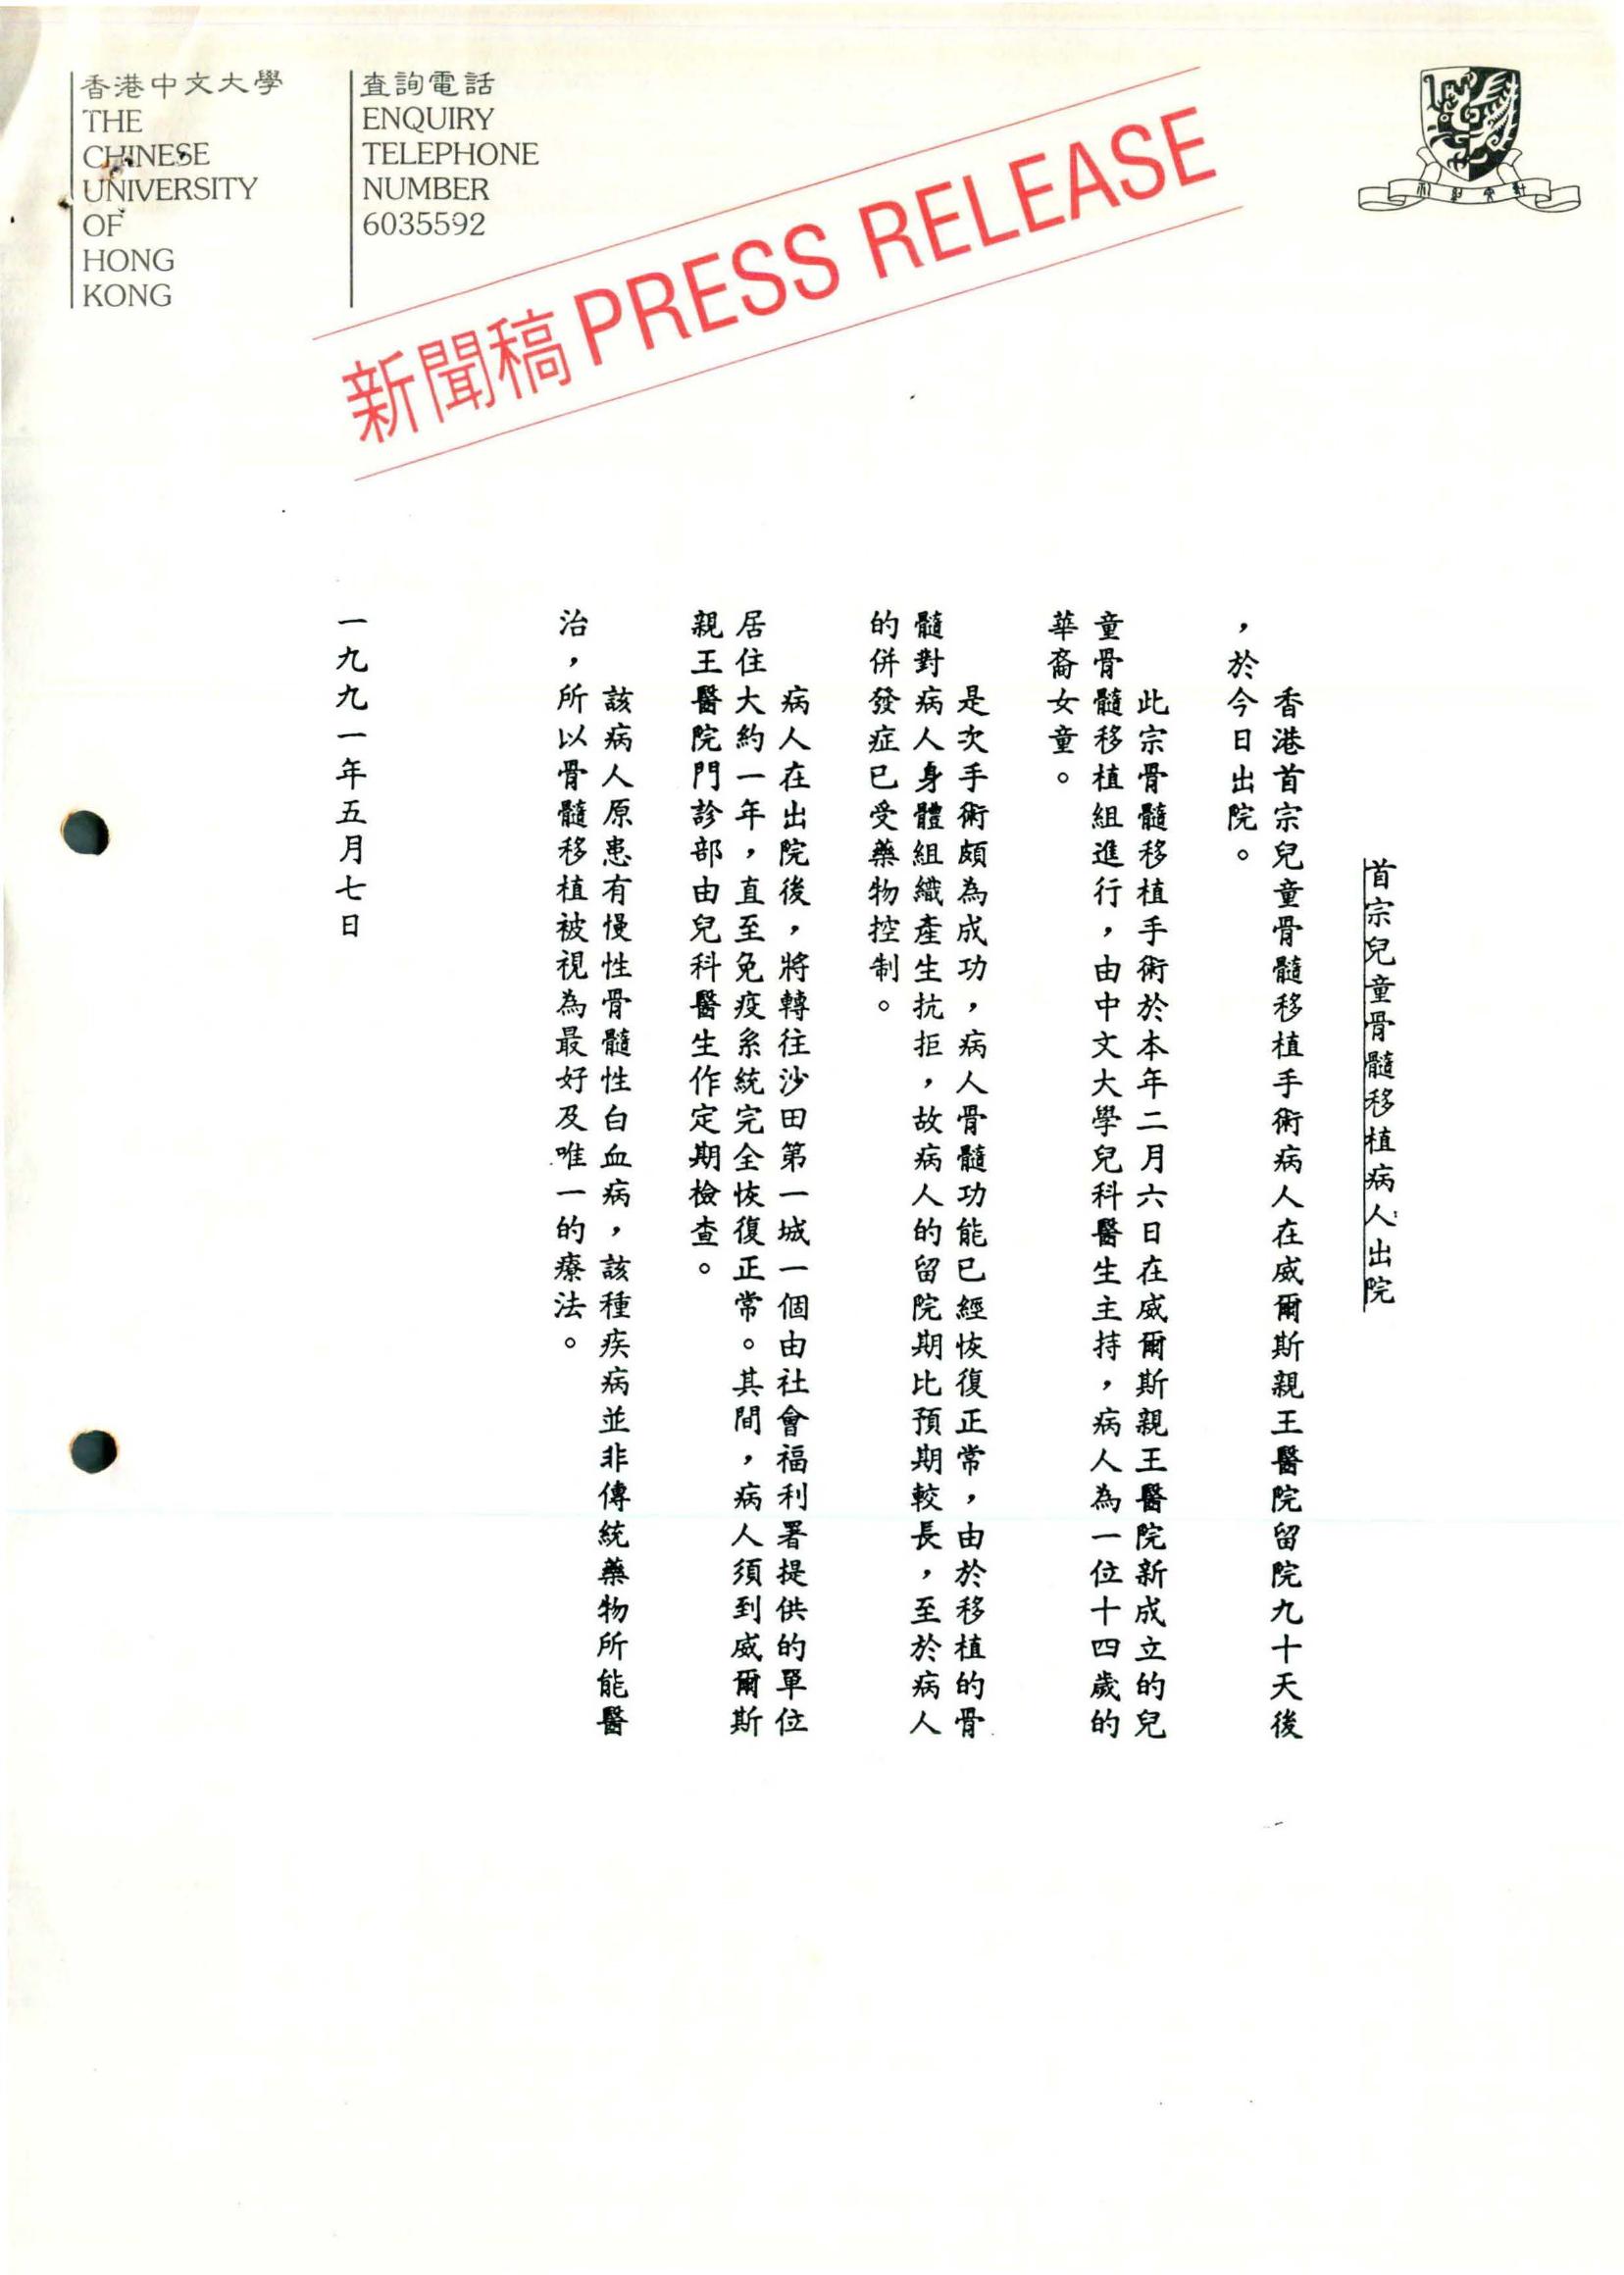 香港中文大學
THE
CHINESE
UNIVERSITY
OF
HONG
KONG
查詢電話
ENQUIRY
TELEPHONE
NUMBER
6035592
新聞稿 PRESS RELEASE
首宗兒童骨髓移植病人出院
香港首宗兒童骨髓移植手術病人在威爾斯親王醫院留院九十天後
，於今日出院。
此宗骨髓移植手術於本年二月六日在威爾斯親王醫院新成立的兒
童骨髓移植組進行，由中文大學兒科醫生主持，病人為一位十四歲的
華裔女童。
是次手術頗為成功，病人骨髓功能已經恢復正常，由於移植的骨
髓對病人身體組織產生抗拒，故病人的留院期比預期較長，至於病人
的併發症已受藥物控制。
病人在出院後，將轉往沙田第一城一個由社會福利署提供的單位
居住大約一年，直至免疫系統完全恢復正常。其間，病人須到威爾斯
親王醫院門診部由兒科醫生作定期檢查。
該病人原患有慢性骨髓性白血病，該種疾病並非傳統藥物所能醫
治，所以骨髓移植被視為最好及唯一的療法。
一九九一年五月七日